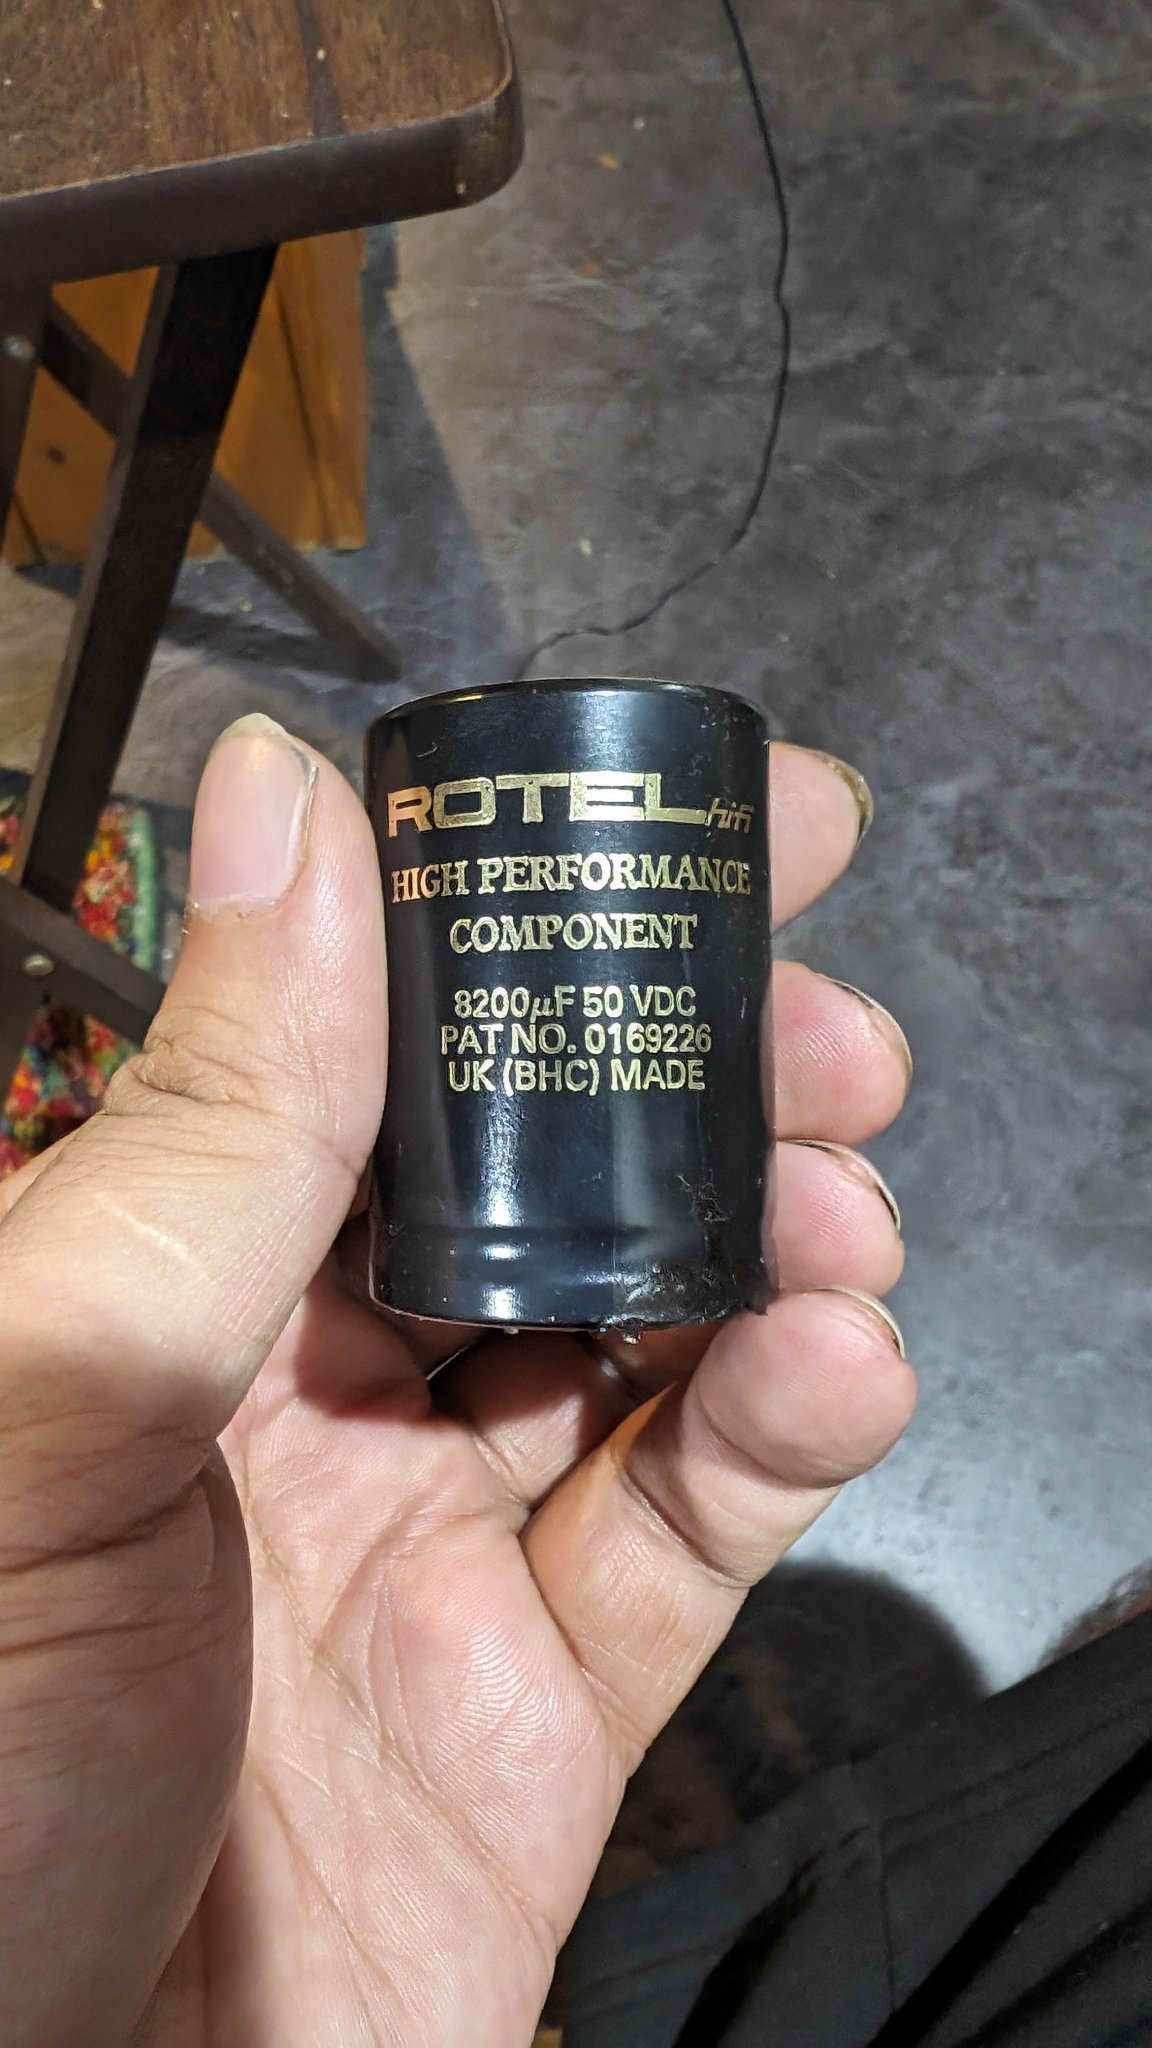 ROTEL hifi
HIGH PERFORMANCE
COMPONENT
8200μF 50 VDC
PAT NO. 0169226
UK (BHC) MADE